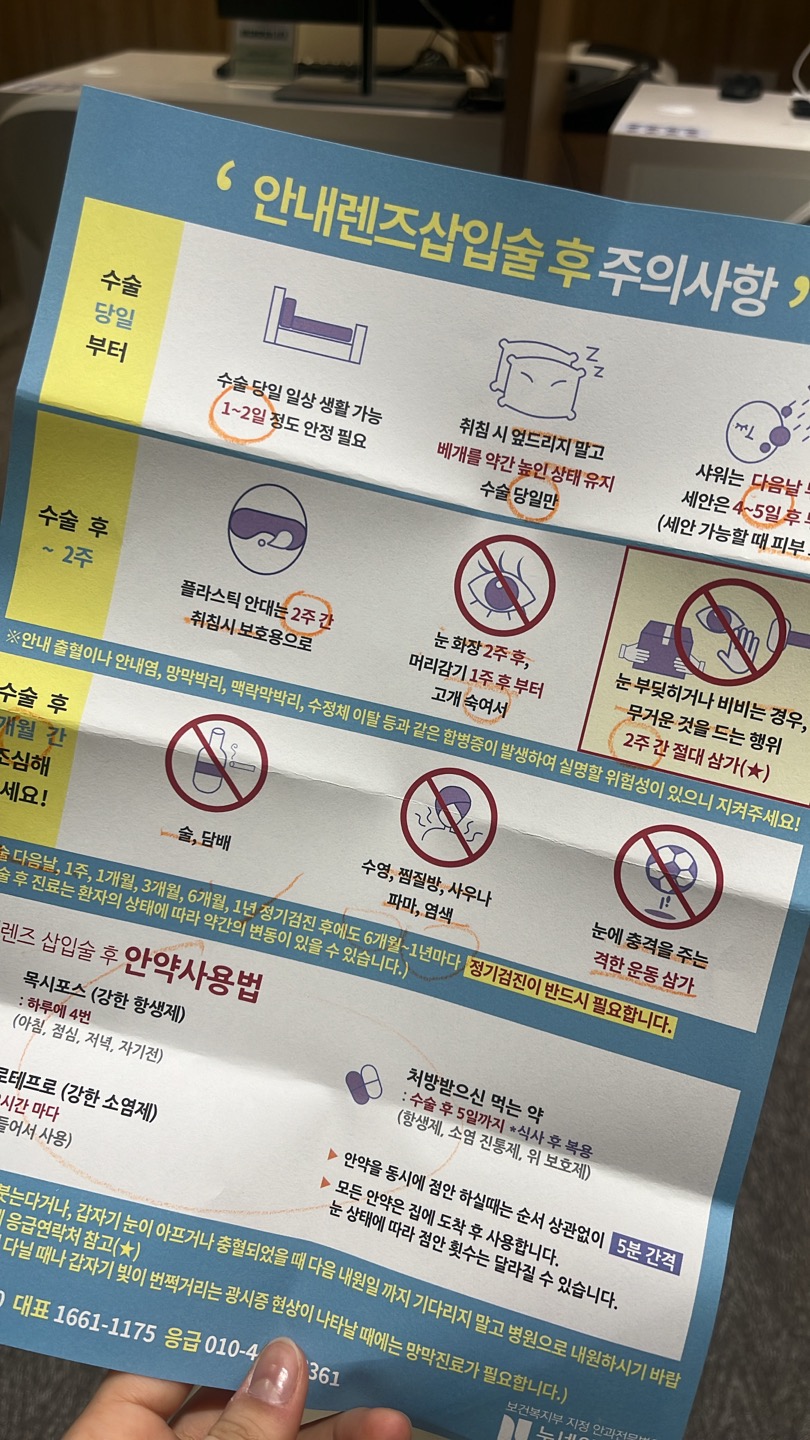 ‘ 안내렌즈삽입술 후 주의사항 ’
수술
당일
부터
수술 당일 일상 생활 가능
1~2일 정도 안정 필요
취침 시 엎드리지 말고
베개를 약간 높인 상태 유지
수술 당일만
샤워는 다음날
세안은 4~5일 후
(세안 가능할 때 피부
수술 후
~ 2주
플라스틱 안대는 2주 간
취침시 보호용으로
눈 화장 2주 후,
머리감기 1주 후 부터
고개 숙여서
눈 부딪히거나 비비는 경우,
무거운 것을 드는 행위
2주 간 절대 삼가(★)
※안내 출혈이나 안내염, 망막박리, 맥락막박리, 수정체 이탈 등과 같은 합병증이 발생하여 실명할 위험성이 있으니 지켜주세요!
수술 후
개월 간
조심해
세요!
술, 담배
수영, 찜질방, 사우나
파마, 염색
눈에 충격을 주는
격한 운동 삼가
술 다음날, 1주, 1개월, 3개월, 6개월, 1년 정기검진 후에도 6개월~1년마다 정기검진이 반드시 필요합니다.
술 후 진료는 환자의 상태에 따라 약간의 변동이 있을 수 있습니다.)
렌즈 삽입술 후 안약사용법
목시포스 (강한 항생제)
: 하루에 4번
(아침, 점심, 저녁, 자기전)
로테프로 (강한 소염제)
시간 마다
들어서 사용)
처방받으신 먹는 약
: 수술 후 5일까지 *식사 후 복용
(항생제, 소염 진통제, 위 보호제)
▶ 안약을 동시에 점안 하실때는 순서 상관없이 5분 간격
▶ 모든 안약은 집에 도착 후 사용합니다.
눈 상태에 따라 점안 횟수는 달라질 수 있습니다.
붓는다거나, 갑자기 눈이 아프거나 충혈되었을 때 다음 내원일 까지 기다리지 말고 병원으로 내원하시기 바랍
응급연락처 참고(★)
다닐 때나 갑자기 빛이 번쩍거리는 광시증 현상이 나타날 때에는 망막진료가 필요합니다.)
대표 1661-1175 응급 010-4 361
보건복지부 지정 안과전문병